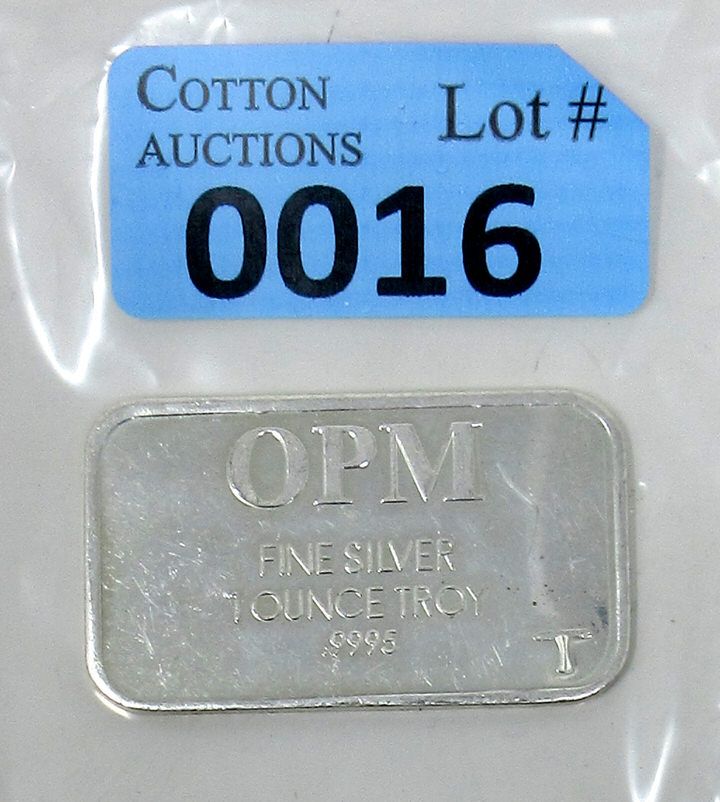 COTTON
AUCTIONS
Lot #
0016
OPM
FINE SILVER
1 OUNCE TROY
.9995